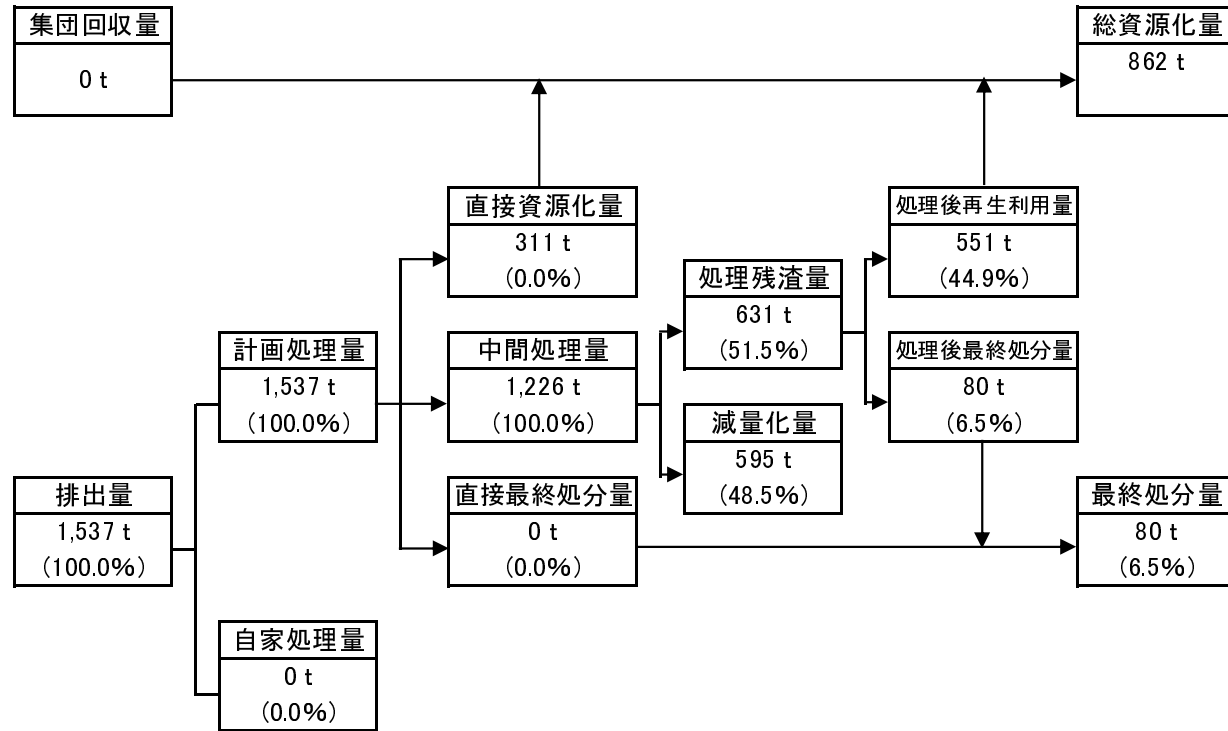 集団回収量
0 t
総資源化量
862 t
直接資源化量
311 t
(0.0%)
処理後再生利用量
551 t
(44.9%)
処理残渣量
631 t
(51.5%)
計画処理量
1,537 t
(100.0%)
中間処理量
1,226 t
(100.0%)
処理後最終処分量
80 t
(6.5%)
減量化量
595 t
(48.5%)
排出量
1,537 t
(100.0%)
直接最終処分量
0 t
(0.0%)
最終処分量
80 t
(6.5%)
自家処理量
0 t
(0.0%)